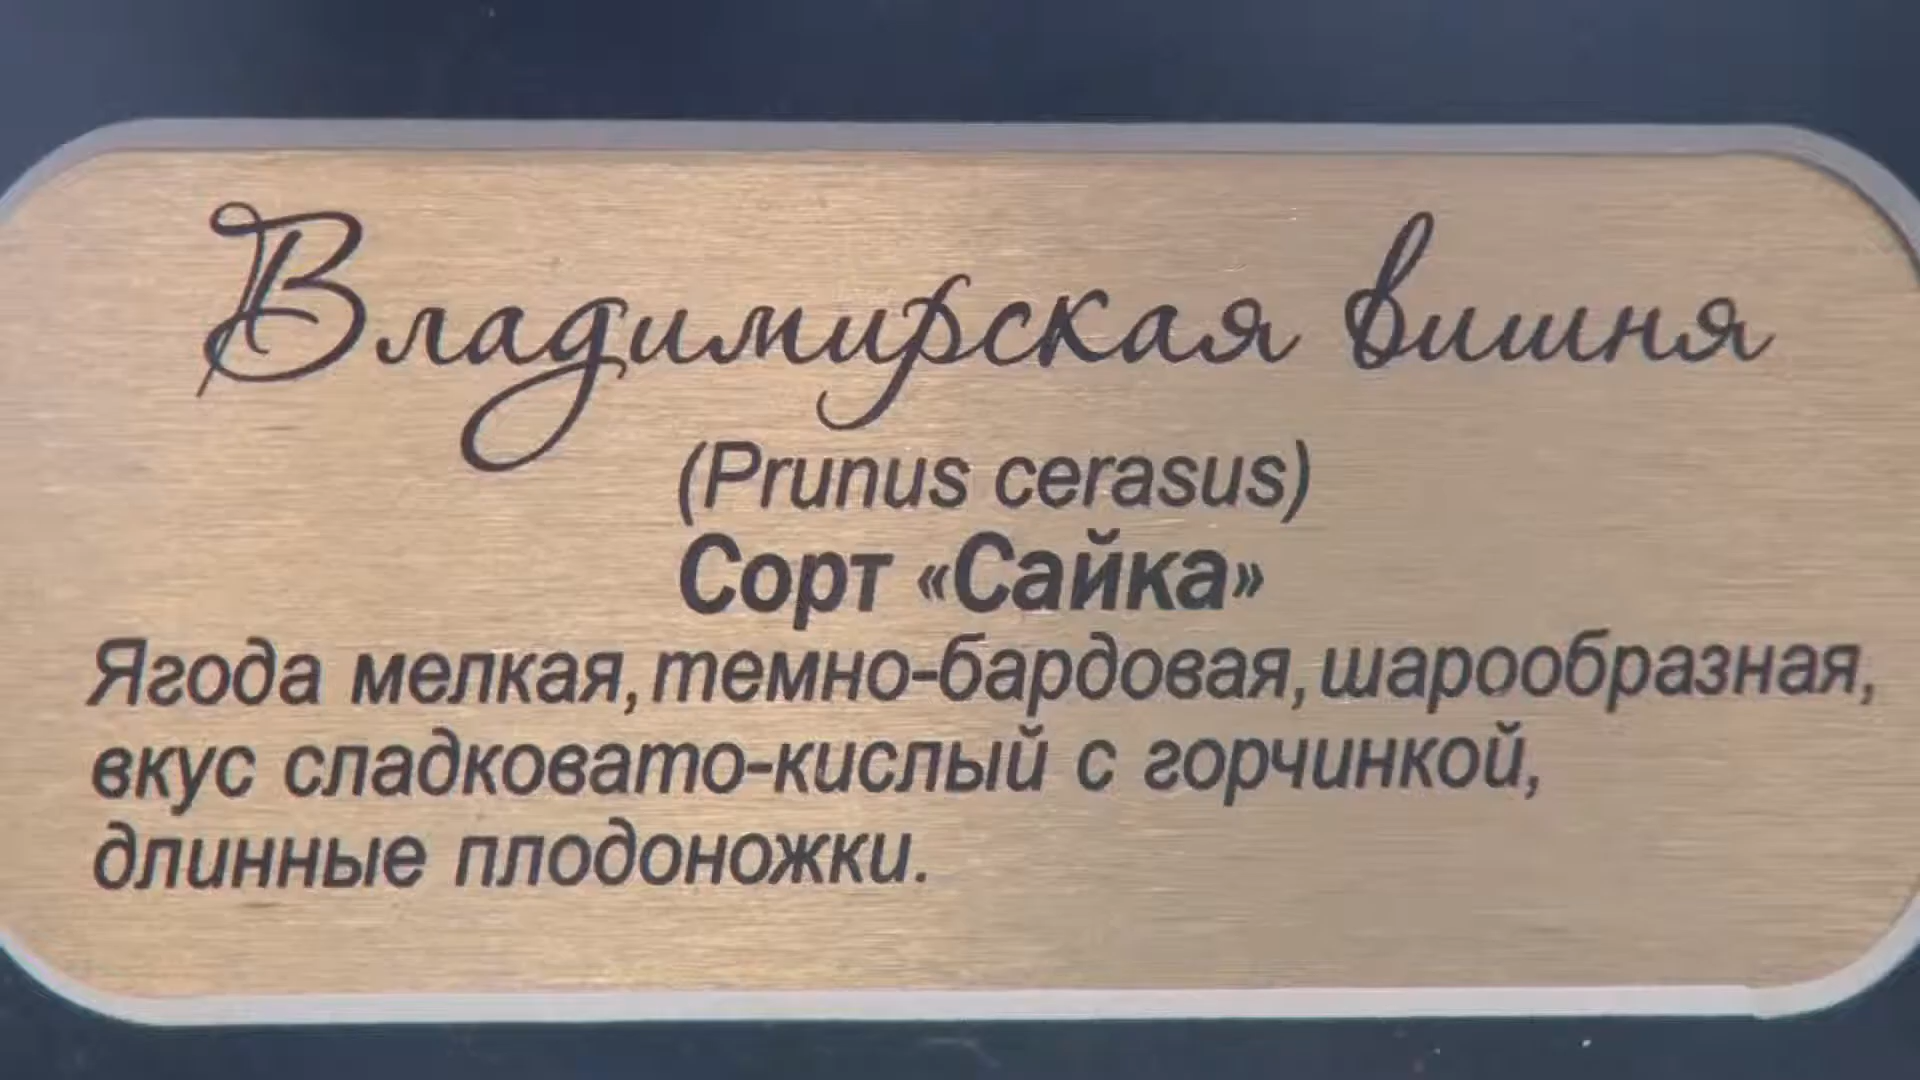 Владимирская вишня
(Prunus cerasus)
Сорт «Сайка»
Ягода мелкая, темно-бардовая, шарообразная,
вкус сладковато-кислый с горчинкой,
длинные плодоножки.